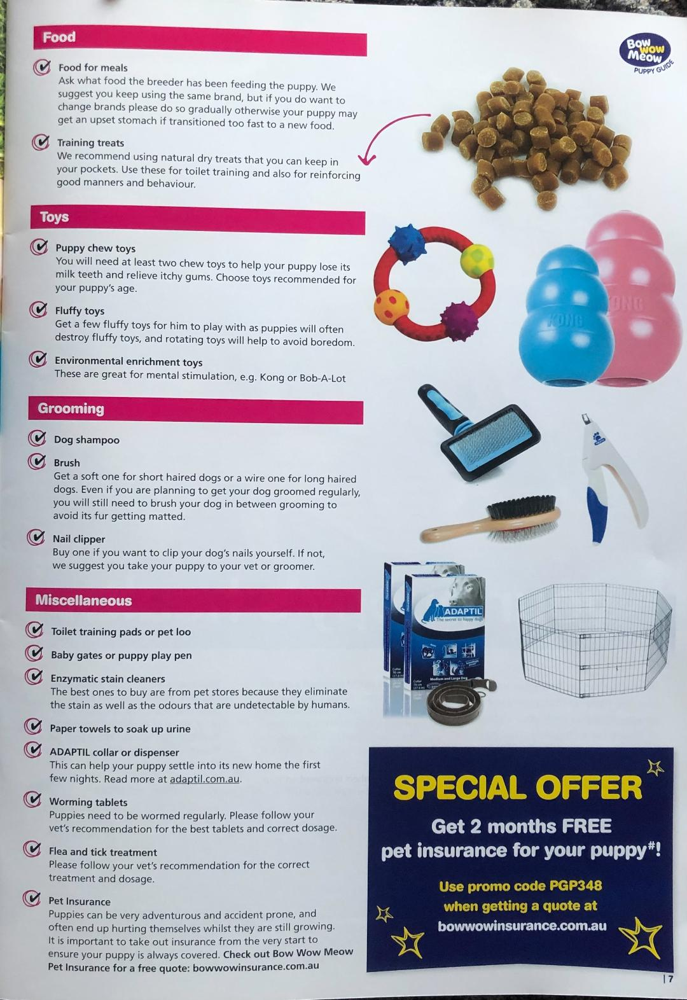 Food
Food for meals
Ask what food the breeder has been feeding the puppy. We
suggest you keep using the same brand, but if you do want to
change brands please do so gradually otherwise your puppy may
get an upset stomach if transitioned too fast to a new food.
Training treats
We recommend using natural dry treats that you can keep in
your pockets. Use these for toilet training and also for reinforcing
good manners and behaviour.
Bow
wow
Meow
PUPPY GUIDE
Toys
Puppy chew toys
You will need at least two chew toys to help your puppy lose its
milk teeth and relieve itchy gums. Choose toys recommended for
your puppy's age.
Fluffy toys
Get a few fluffy toys for him to play with as puppies will often
destroy fluffy toys, and rotating toys will help to avoid boredom.
Environmental enrichment toys
These are great for mental stimulation, e.g. Kong or Bob-A-Lot
KONG
KONG
Grooming
Dog shampoo
Brush
Get a soft one for short haired dogs or a wire one for long haired
dogs. Even if you are planning to get your dog groomed regularly,
you will still need to brush your dog in between grooming to
avoid its fur getting matted.
Nail clipper
Buy one if you want to clip your dog's nails yourself. If not,
we suggest you take your puppy to your vet or groomer.
Miscellaneous
Toilet training pads or pet loo
Baby gates or puppy play pen
Enzymatic stain cleaners
The best ones to buy are from pet stores because they eliminate
the stain as well as the odours that are undetectable by humans.
Paper towels to soak up urine
ADAPTIL collar or dispenser
This can help your puppy settle into its new home the first
few nights. Read more at adaptil.com.au.
Worming tablets
Puppies need to be wormed regularly. Please follow your
vet's recommendation for the best tablets and correct dosage.
Flea and tick treatment
Please follow your vet's recommendation for the correct
treatment and dosage.
Pet Insurance
Puppies can be very adventurous and accident prone, and
often end up hurting themselves whilst they are still growing.
It is important to take out insurance from the very start to
ensure your puppy is always covered. Check out Bow Wow Meow
Pet Insurance for a free quote: bowwowinsurance.com.au
ADAPTIL
ADAPTIL
The secret to happy dogs
Medium and Large Dog
Collar
70 cm
Collar
70 cm
SPECIAL OFFER
Get 2 months FREE
pet insurance for your puppy#!
Use promo code PGP348
when getting a quote at
bowwowinsurance.com.au
| 7